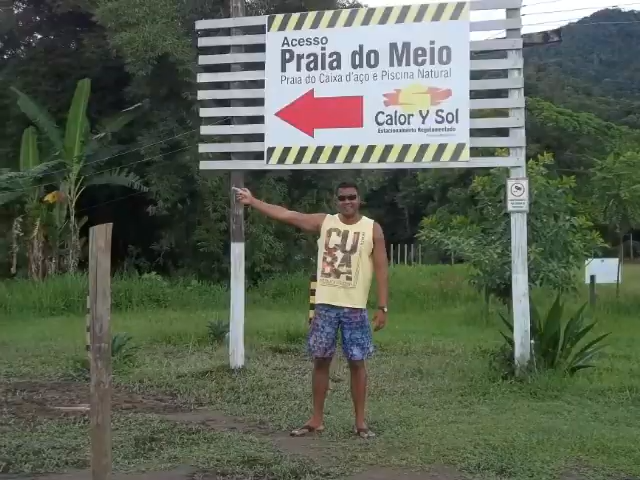 Acesso
Praia do Meio
Praia do Caixa d'aço e Piscina Natural
Calor Y Sol
Estacionamento Regulamentado
CUBA